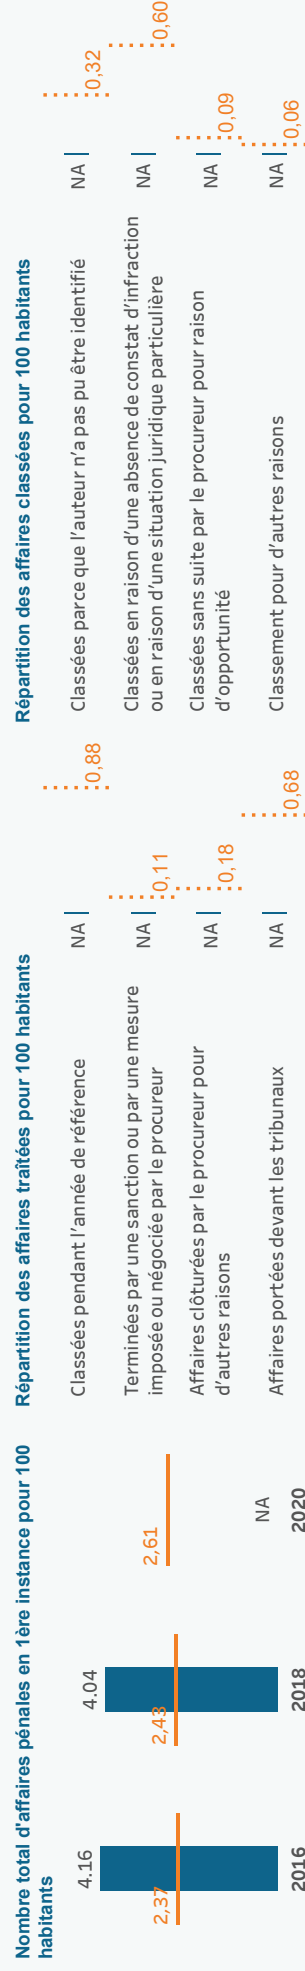 Nombre total d'affaires pénales en 1ère instance pour 100
habitants
4.16
2,37
2016
4.04
2,43
2018
2,61
NA
2020
Répartition des affaires traîtées pour 100 habitants
Classées pendant l'année de référence
NA
0,88
Terminées par une sanction ou par une mesure
imposée ou négociée par le procureur
NA
0,11
Affaires clôturées par le procureur pour
d'autres raisons
NA
0,18
Affaires portées devant les tribunaux
NA
0,68
Répartition des affaires classées pour 100 habitants
Classées parce que l'auteur n'a pas pu être identifié
NA
0,32
Classées en raison d'une absence de constat d'infraction
ou en raison d'une situation juridique particulière
NA
0,60
Classées sans suite par le procureur pour raison
d'opportunité
NA
0,09
Classement pour d'autres raisons
NA
0,06